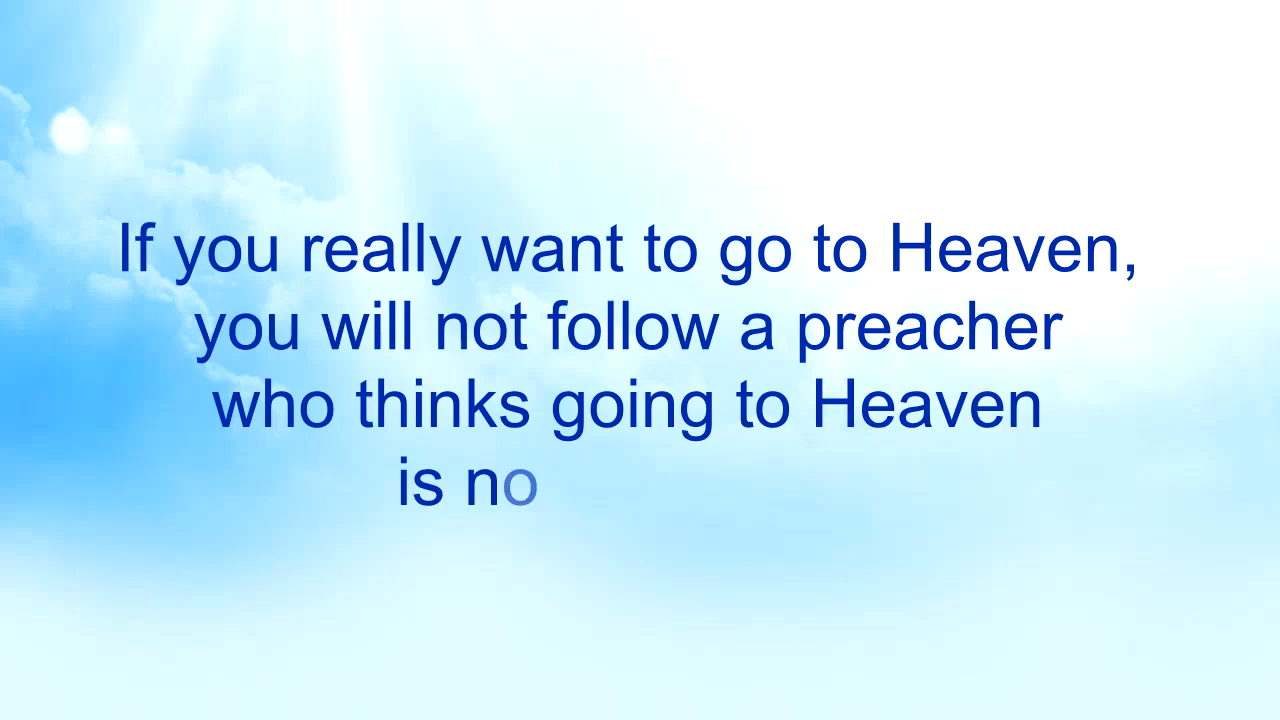 If you really want to go to Heaven,
you will not follow a preacher
who thinks going to Heaven
is no